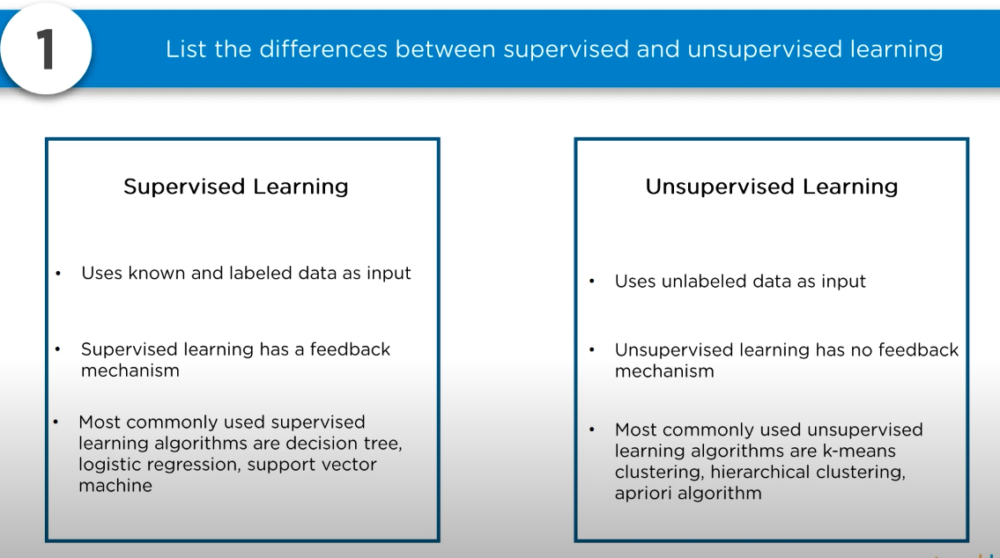 1
List the differences between supervised and unsupervised learning
Supervised Learning
• Uses known and labeled data as input
• Supervised learning has a feedback
mechanism
• Most commonly used supervised
learning algorithms are decision tree,
logistic regression, support vector
machine
Unsupervised Learning
• Uses unlabeled data as input
• Unsupervised learning has no feedback
mechanism
• Most commonly used unsupervised
learning algorithms are k-means
clustering, hierarchical clustering,
apriori algorithm